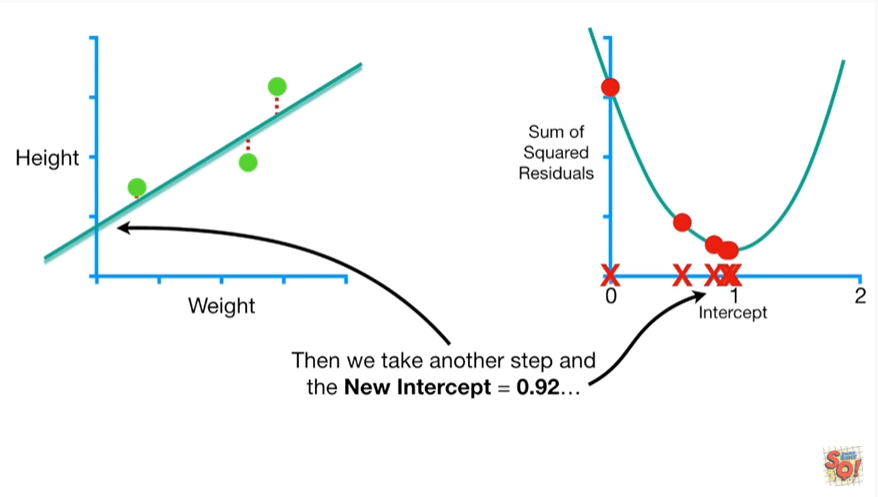 Height
Weight
Sum of
Squared
Residuals
0
1
2
Intercept
Then we take another step and
the New Intercept = 0.92…
SQ!